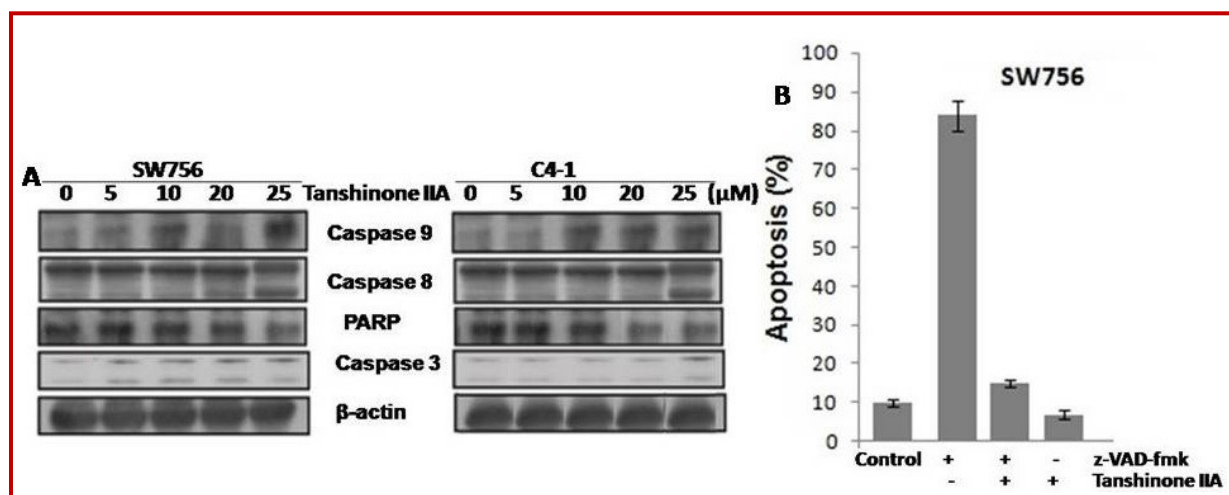 A
SW756
C4-1
0 5 10 20 25 Tanshinone IIA 0 5 10 20 25 (µM)
Caspase 9
Caspase 8
PARP
Caspase 3
β-actin
B
SW756
Apoptosis (%)
100
90
80
70
60
50
40
30
20
10
0
Control + + - z-VAD-fmk
- + + Tanshinone IIA